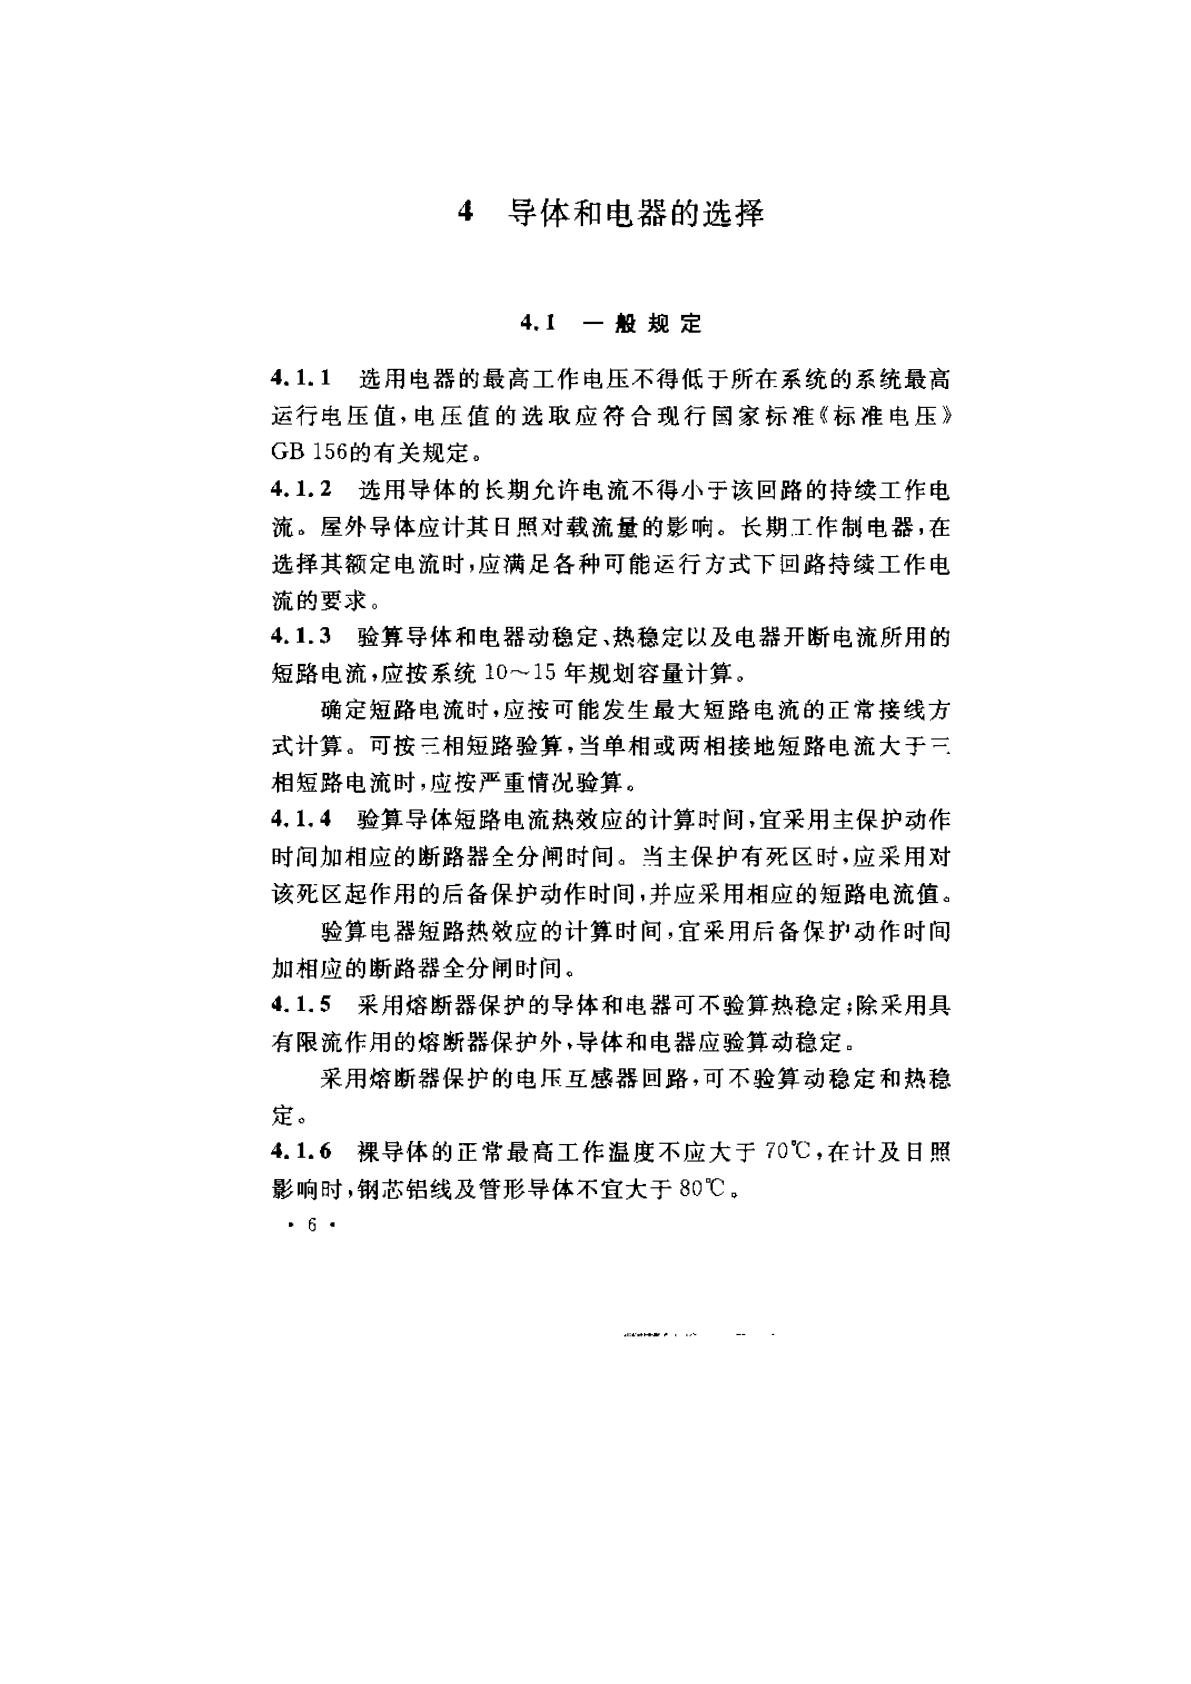 4 导体和电器的选择
4.1 一般规定
4.1.1 选用电器的最高工作电压不得低于所在系统的系统最高
运行电压值,电压值的选取应符合现行国家标准《标准电压》
GB 156的有关规定。
4.1.2 选用导体的长期允许电流不得小于该回路的持续工作电
流。屋外导体应计其日照对载流量的影响。长期工作制电器,在
选择其额定电流时,应满足各种可能运行方式下回路持续工作电
流的要求。
4.1.3 验算导体和电器动稳定、热稳定以及电器开断电流所用的
短路电流,应按系统 10～15 年规划容量计算。
确定短路电流时,应按可能发生最大短路电流的正常接线方
式计算。可按三相短路验算,当单相或两相接地短路电流大于三
相短路电流时,应按严重情况验算。
4.1.4 验算导体短路电流热效应的计算时间,宜采用主保护动作
时间加相应的断路器全分闸时间。当主保护有死区时,应采用对
该死区起作用的后备保护动作时间,并应采用相应的短路电流值。
验算电器短路热效应的计算时间,宜采用后备保护动作时间
加相应的断路器全分闸时间。
4.1.5 采用熔断器保护的导体和电器可不验算热稳定;除采用具
有限流作用的熔断器保护外,导体和电器应验算动稳定。
采用熔断器保护的电压互感器回路,可不验算动稳定和热稳
定。
4.1.6 裸导体的正常最高工作温度不应大于 70℃,在计及日照
影响时,钢芯铝线及管形导体不宜大于 80℃。
· 6 ·